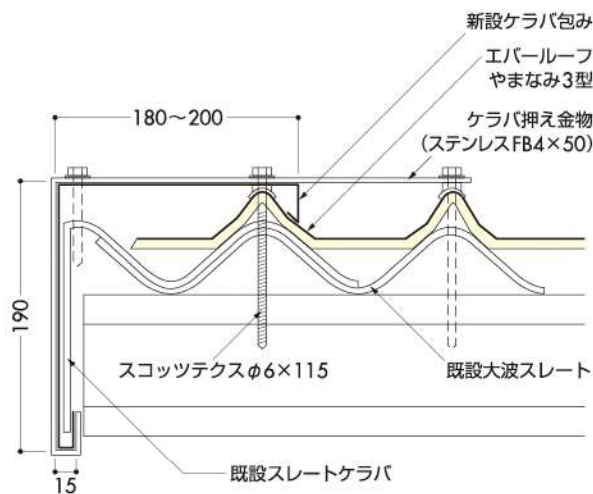 新設ケラバ包み
エバールーフ
やまなみ3型
ケラバ押え金物
(ステンレスFB4×50)
180〜200
190
スコッツテクスφ6×115
既設大波スレート
既設スレートケラバ
15